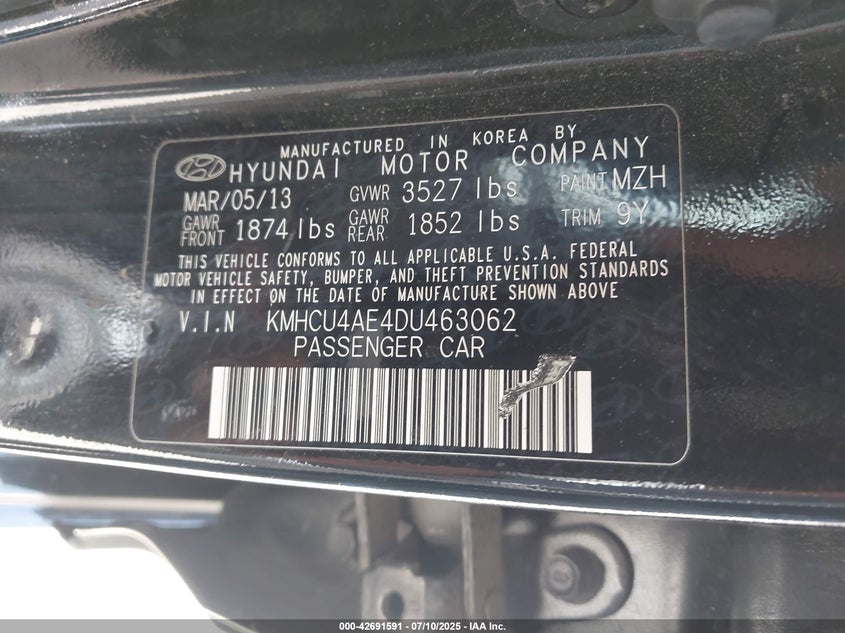 MANUFACTURED IN KOREA BY
HYUNDAI MOTOR COMPANY
MAR/05/13 GVWR 3527 lbs PAINT MZH
GAWR FRONT 1874 lbs GAWR REAR 1852 lbs TRIM 9Y
THIS VEHICLE CONFORMS TO ALL APPLICABLE U.S.A. FEDERAL
MOTOR VEHICLE SAFETY, BUMPER, AND THEFT PREVENTION STANDARDS
IN EFFECT ON THE DATE OF MANUFACTURE SHOWN ABOVE
V.I.N KMHCU4AE4DU463062
PASSENGER CAR
000-42691591 - 07/10/2025 - IAA Inc.